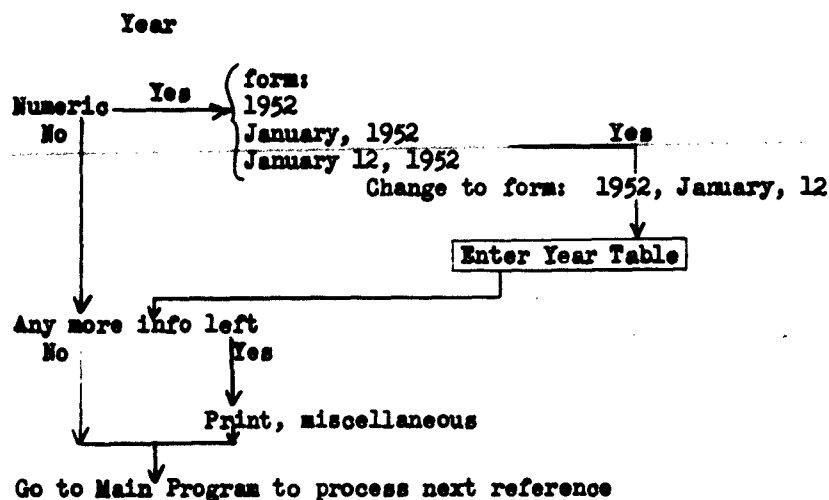 Year
form:
Numeric Yes 1952
No January, 1952 Yes
January 12, 1952
Change to form: 1952, January, 12
Enter Year Table
Any more info left
No Yes
Print, miscellaneous
Go to Main Program to process next reference